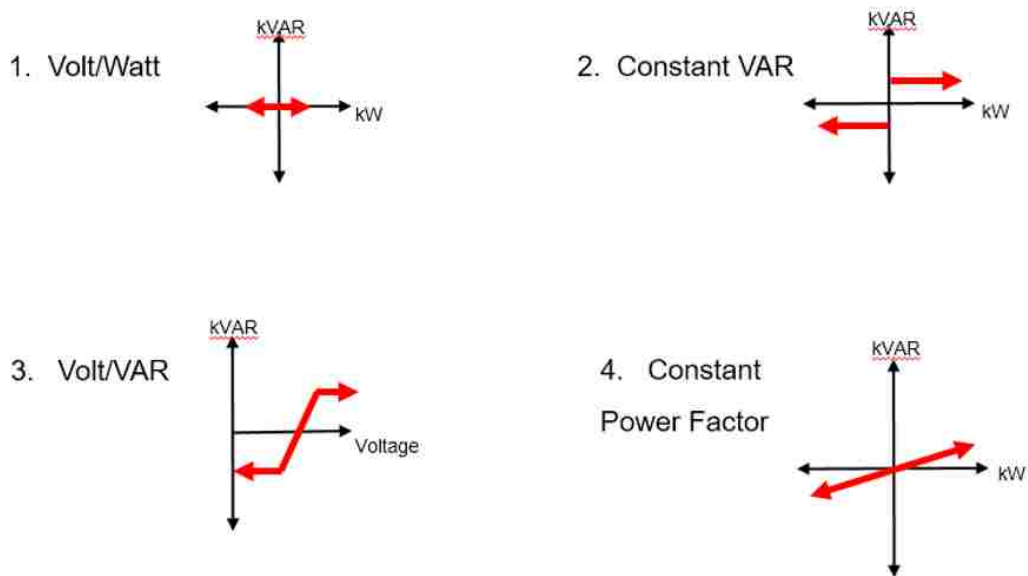 1. Volt/Watt
kVAR
kW
2. Constant VAR
kVAR
kW
3. Volt/VAR
kVAR
Voltage
4. Constant
Power Factor
kVAR
kW